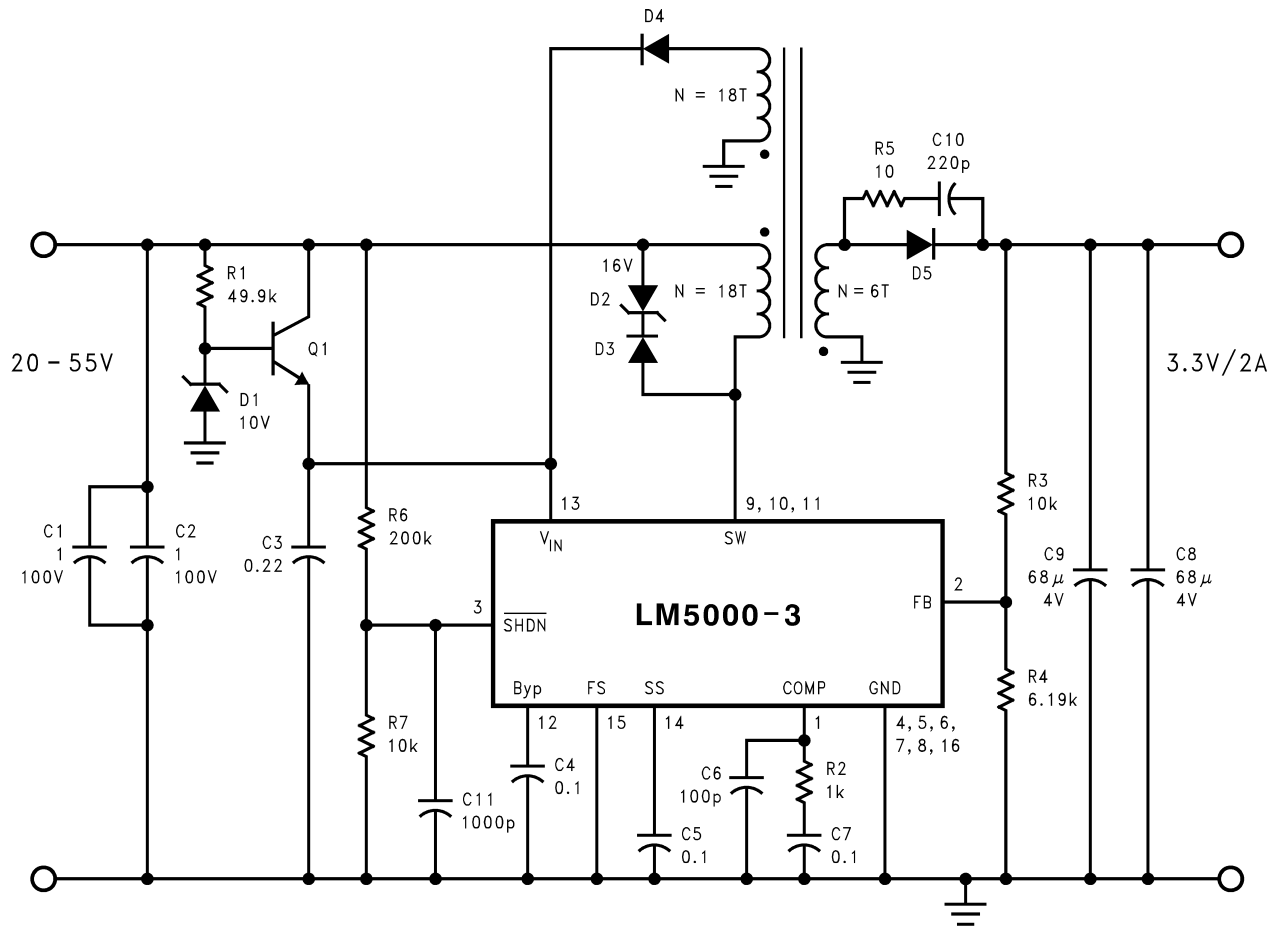 D4
N = 18T
C10
220p
R5
10
16V
D2
D3
N = 18T
N = 6T
D5
R1
49.9k
20 – 55V
Q1
D1
10V
3.3V/2A
C1
1
100V
C2
1
100V
C3
0.22
R6
200k
13
9, 10, 11
VIN
SW
R3
10k
C9
68μ
4V
C8
68μ
4V
2
FB
3
SHDN
LM5000–3
Byp
FS
SS
COMP
GND
R4
6.19k
12
15
14
1
4, 5, 6,
7, 8, 16
R7
10k
C4
0.1
C6
100p
R2
1k
C11
1000p
C5
0.1
C7
0.1